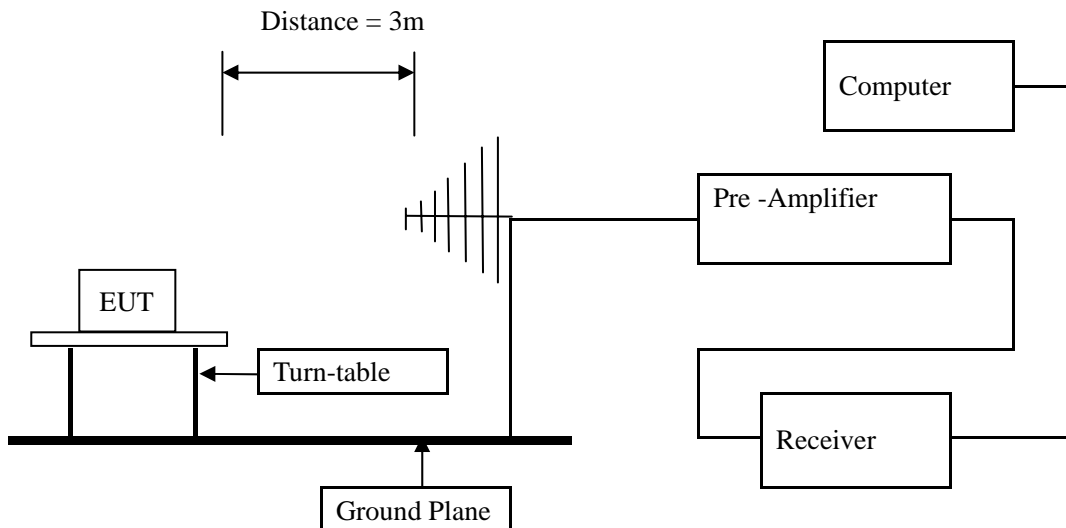 Distance = 3m
Computer
Pre -Amplifier
EUT
Turn-table
Receiver
Ground Plane